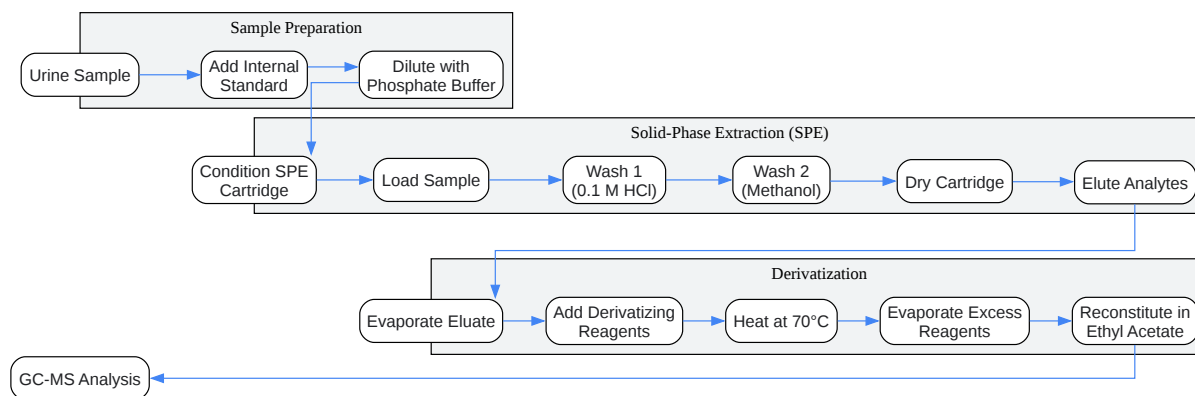 Sample Preparation
Urine Sample
Add Internal
Standard
Dilute with
Phosphate Buffer
Solid-Phase Extraction (SPE)
Condition SPE
Cartridge
Load Sample
Wash 1
(0.1 M HCl)
Wash 2
(Methanol)
Dry Cartridge
Elute Analytes
Derivatization
Evaporate Eluate
Add Derivatizing
Reagents
Heat at 70°C
Evaporate Excess
Reagents
Reconstitute in
Ethyl Acetate
GC-MS Analysis